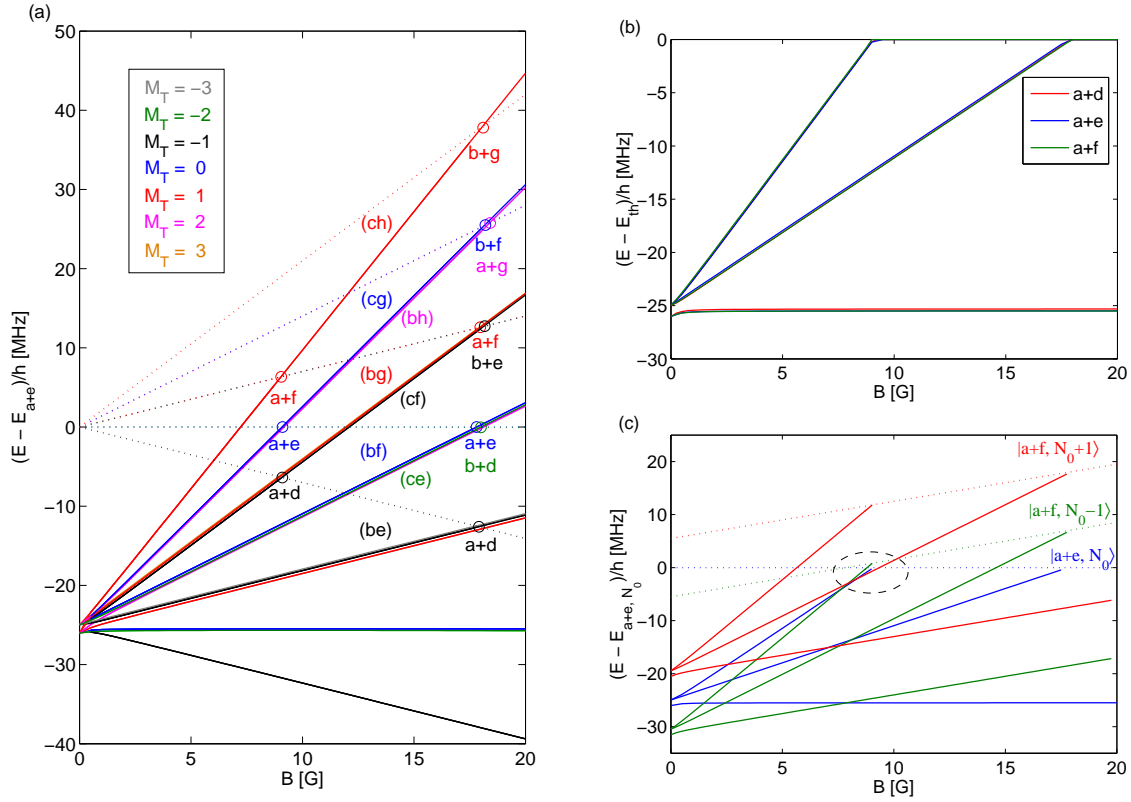 (a)
50
40
30
20
10
0
−10
−20
−30
−40
0
5
10
15
20
B [G]
(E − E_{a+e})/h [MHz]
M_T = −3
M_T = −2
M_T = −1
M_T = 0
M_T = 1
M_T = 2
M_T = 3
b+g
(ch)
b+f
a+g
(cg)
(bh)
a+f
a+f
b+e
(bg)
(cf)
a+e
a+e
b+d
(bf)
(ce)
a+d
(be)
a+d
(b)
0
−5
−10
−15
−20
−25
−30
0
5
10
15
20
B [G]
(E − E_{th})/h [MHz]
a+d
a+e
a+f
(c)
20
10
0
−10
−20
−30
0
5
10
15
20
B [G]
(E − E_{a+e, N_0})/h [MHz]
|a+f, N_0+1⟩
|a+f, N_0−1⟩
|a+e, N_0⟩